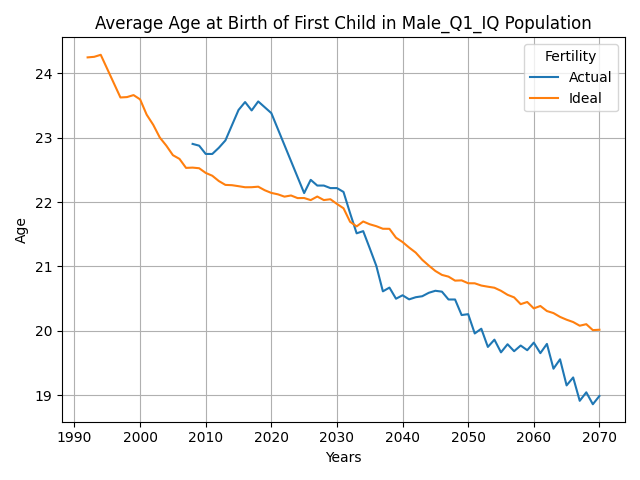 Average Age at Birth of First Child in Male_Q1_IQ Population
Fertility
Actual
Ideal
Age
24
23
22
21
20
19
1990
2000
2010
2020
2030
2040
2050
2060
2070
Years